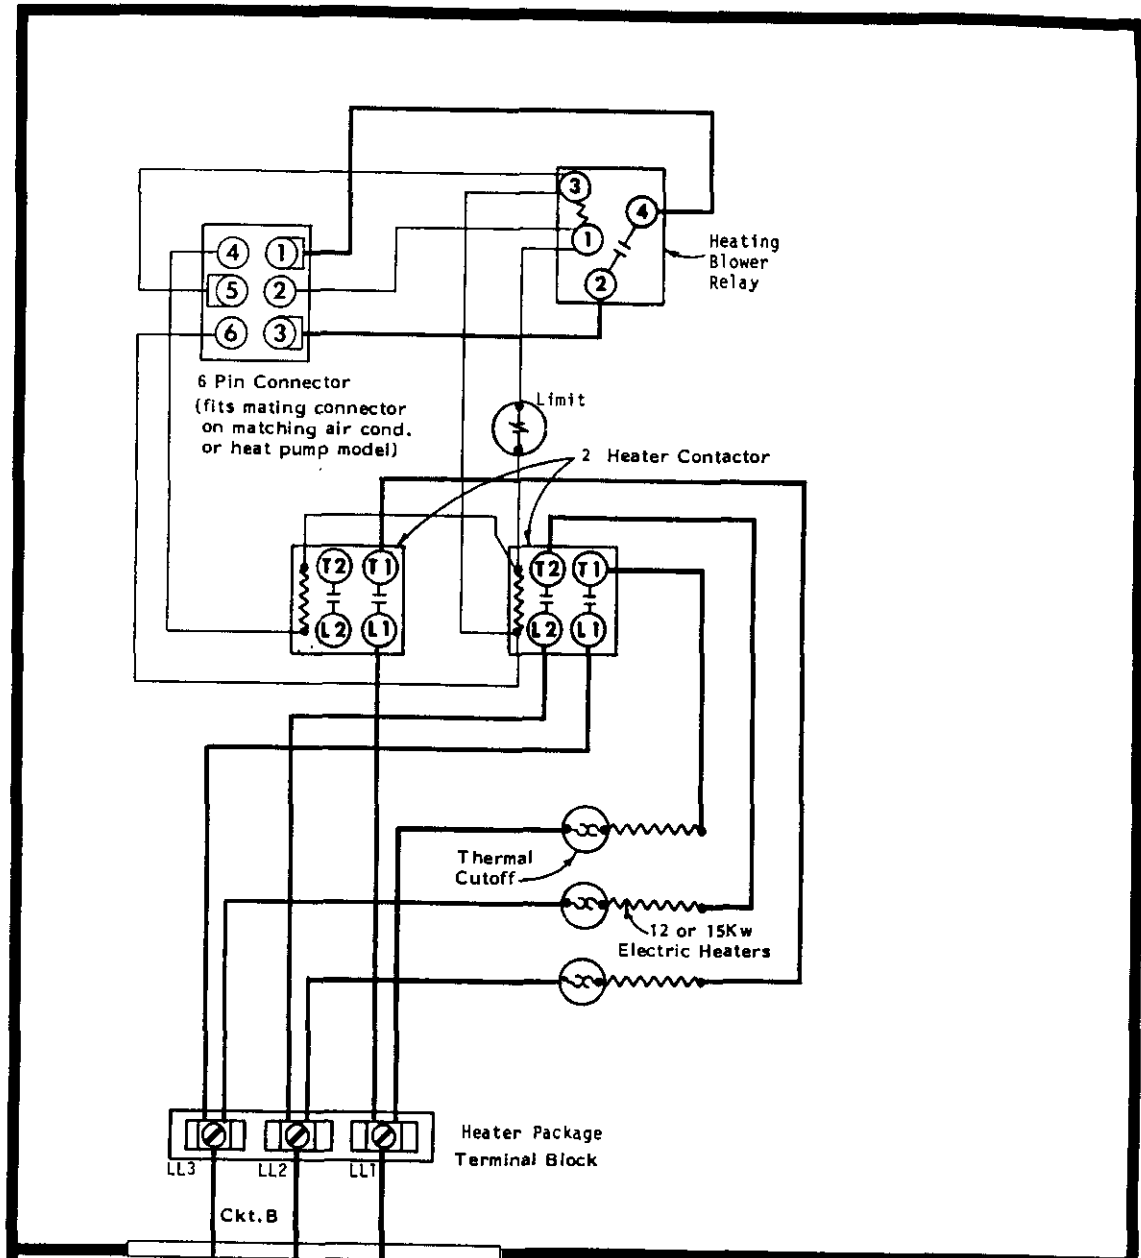 3
4
1
2
Heating
Blower
Relay
4 1
5 2
6 3
6 Pin Connector
(fits mating connector
on matching air cond.
or heat pump model)
Limit
2 Heater Contactor
T2 T1
L2 L1
T2 T1
L2 L1
Thermal
Cutoff
12 or 15Kw
Electric Heaters
Heater Package
Terminal Block
LL3 LL2 LL1
Ckt.B